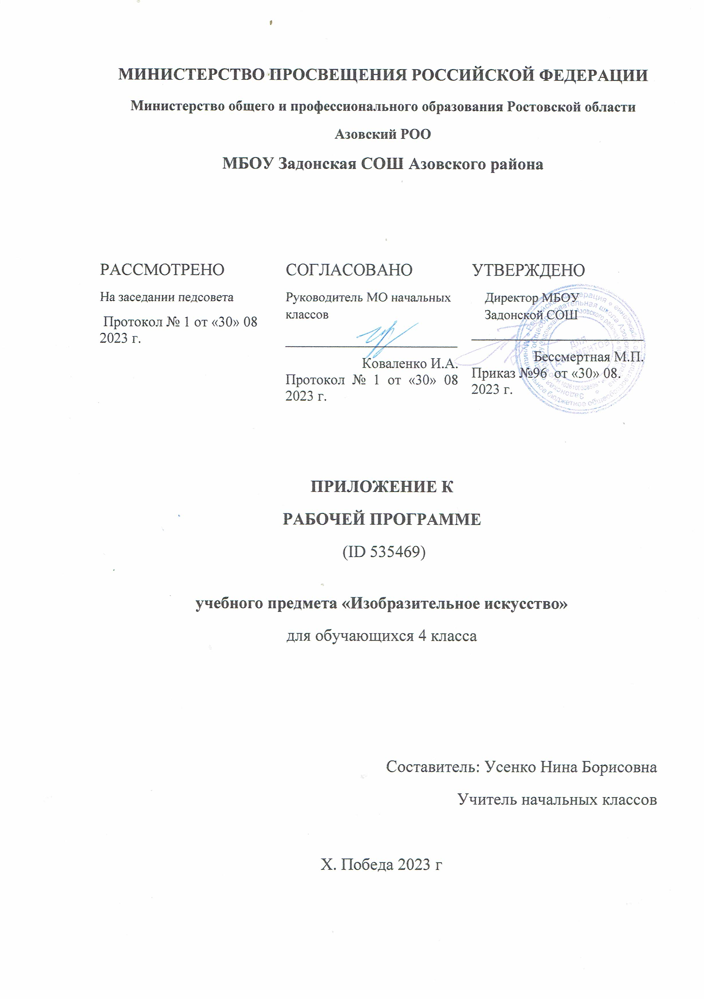 МИНИСТЕРСТВО ПРОСВЕЩЕНИЯ РОССИЙСКОЙ ФЕДЕРАЦИИ
Министерство общего и профессионального образования Ростовской области
Азовский РОО
МБОУ Задонская СОШ Азовского района
РАССМОТРЕНО
На заседании педсовета
Протокол № 1 от «30» 08
2023 г.
СОГЛАСОВАНО
Руководитель МО начальных
классов
Коваленко И.А.
Протокол № 1 от «30» 08
2023 г.
УТВЕРЖДЕНО
Директор МБОУ
Задонской СОШ
Бессмертная М.П.
Приказ №96 от «30» 08.
2023 г.
ДЛЯ
ДОКУМЕНТОВ
ПРИЛОЖЕНИЕ К
РАБОЧЕЙ ПРОГРАММЕ
(ID 535469)
учебного предмета «Изобразительное искусство»
для обучающихся 4 класса
Составитель: Усенко Нина Борисовна
Учитель начальных классов
Х. Победа 2023 г